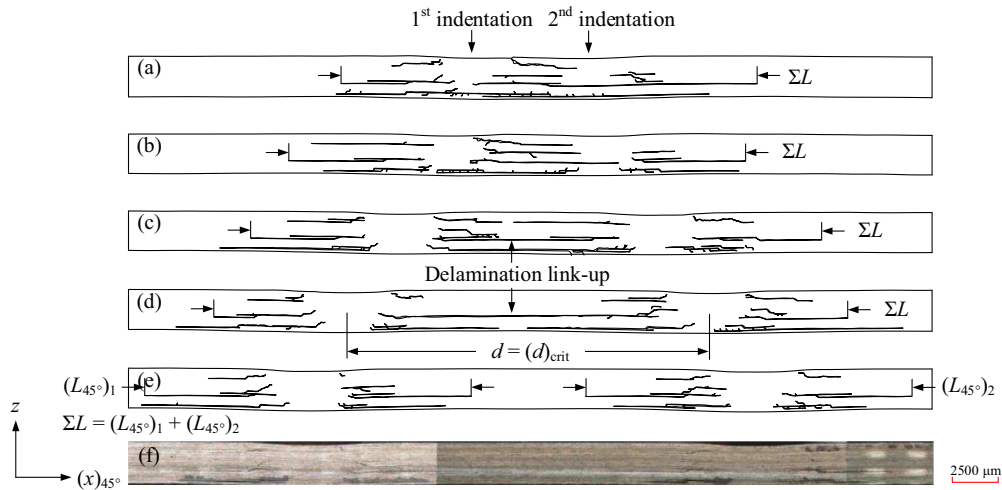 1st indentation 2nd indentation
(a) ΣL
(b) ΣL
(c) ΣL
Delamination link-up
(d) ΣL
d = (d)crit
(L45°)1 (e) (L45°)2
z ΣL = (L45°)1 + (L45°)2
(f)
(x)45° 2500 μm